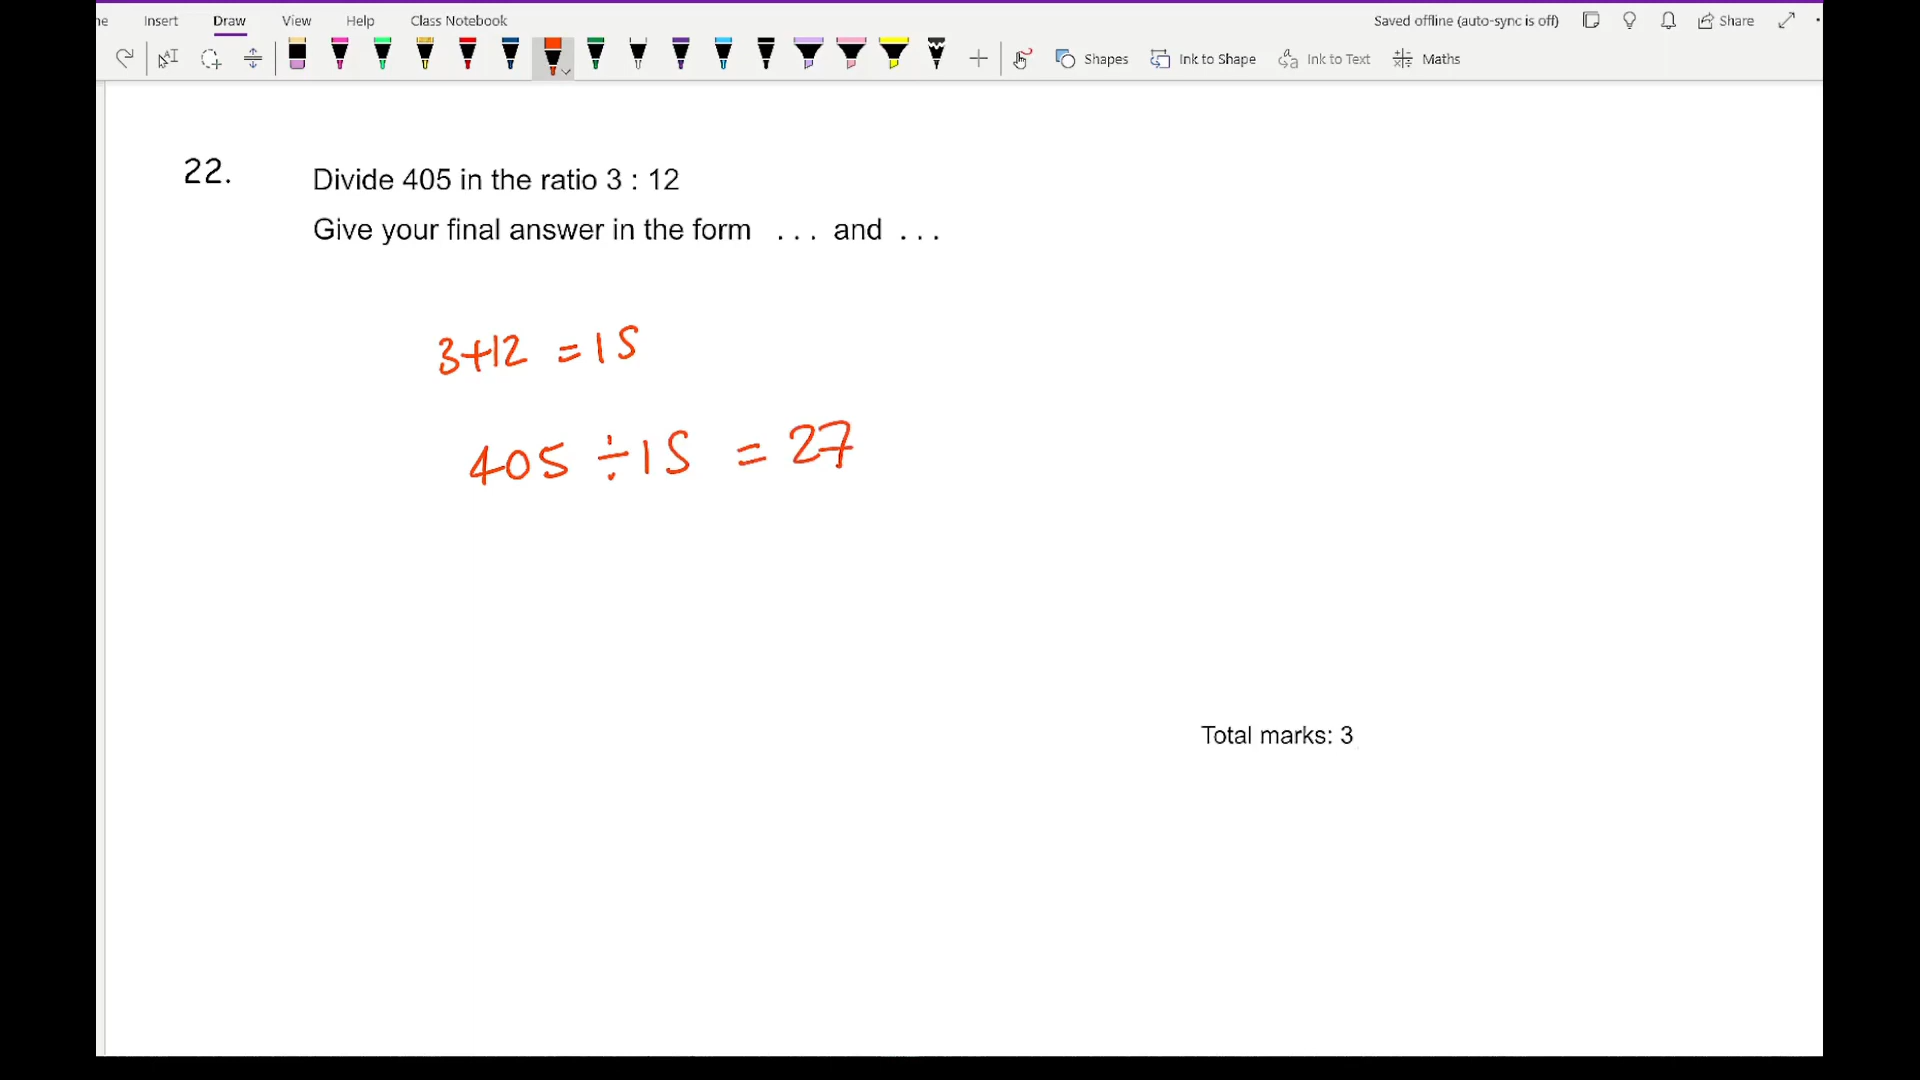 ne Insert Draw View Help Class Notebook Saved offline (auto-sync is off) Share
Shapes Ink to Shape Ink to Text Maths
22. Divide 405 in the ratio 3 : 12
Give your final answer in the form ... and ...
3+12 = 15
405 ÷ 15 = 27
Total marks: 3